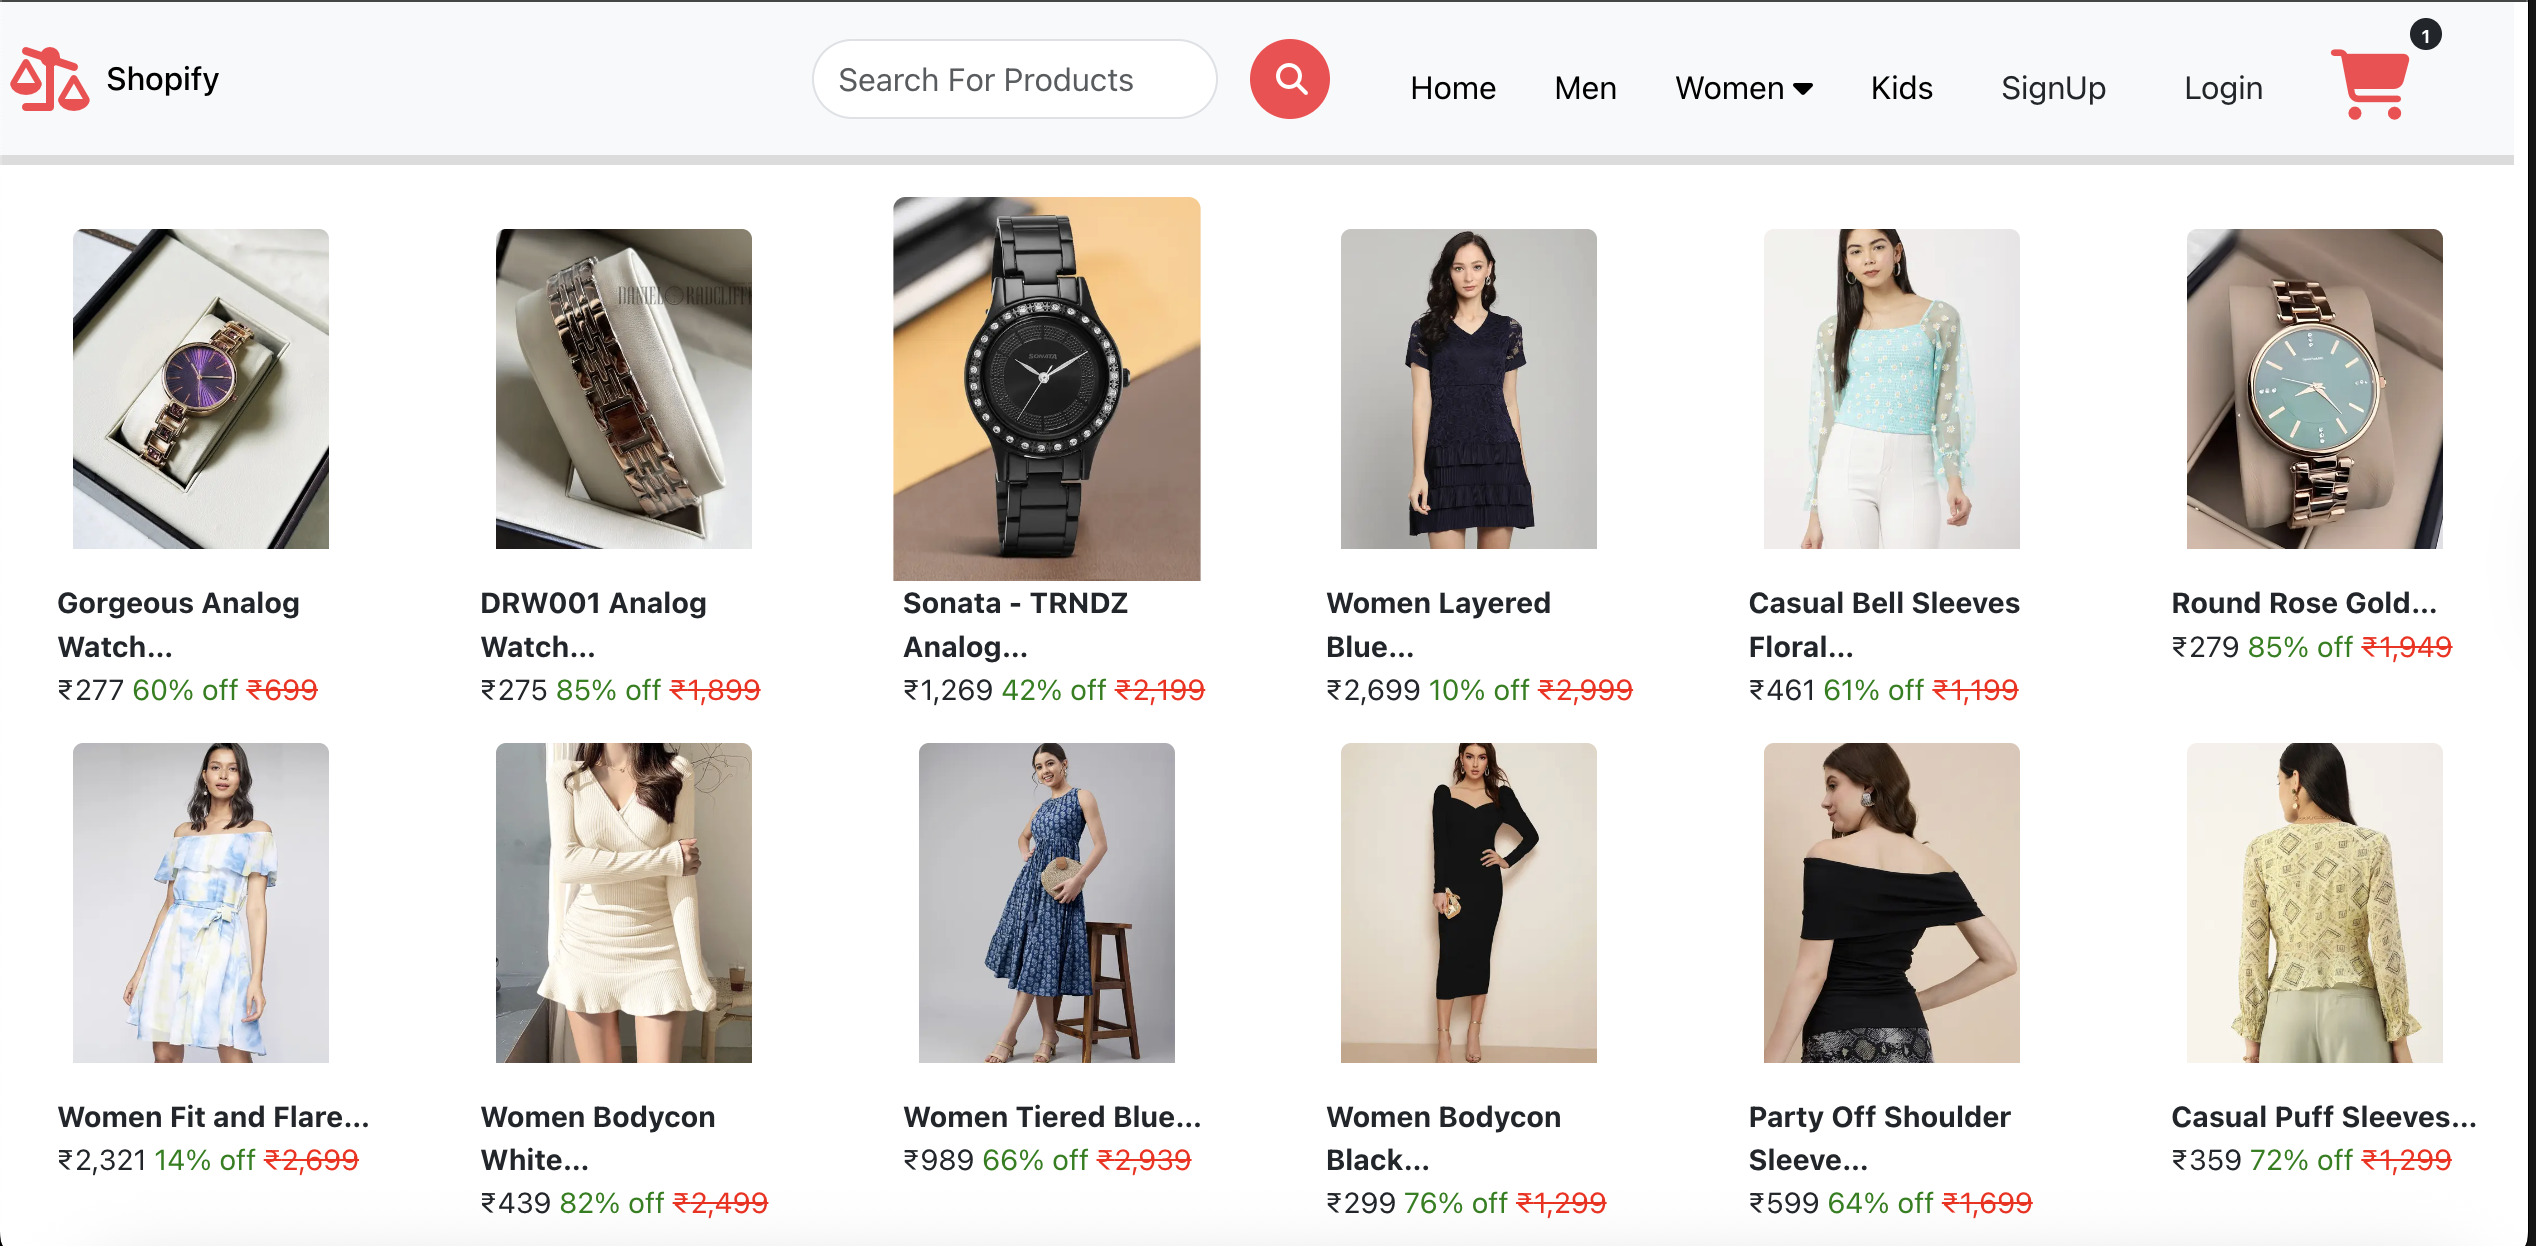 Shopify
Search For Products
Home
Men
Women
Kids
SignUp
Login
1
DANIEL RADCLIFF
SONATA
Gorgeous Analog
Watch...
₹277 60% off ₹699
DRW001 Analog
Watch...
₹275 85% off ₹1,899
Sonata - TRNDZ
Analog...
₹1,269 42% off ₹2,199
Women Layered
Blue...
₹2,699 10% off ₹2,999
Casual Bell Sleeves
Floral...
₹461 61% off ₹1,199
Round Rose Gold...
₹279 85% off ₹1,949
Women Fit and Flare...
₹2,321 14% off ₹2,699
Women Bodycon
White...
₹439 82% off ₹2,499
Women Tiered Blue...
₹989 66% off ₹2,939
Women Bodycon
Black...
₹299 76% off ₹1,299
Party Off Shoulder
Sleeve...
₹599 64% off ₹1,699
Casual Puff Sleeves...
₹359 72% off ₹1,299